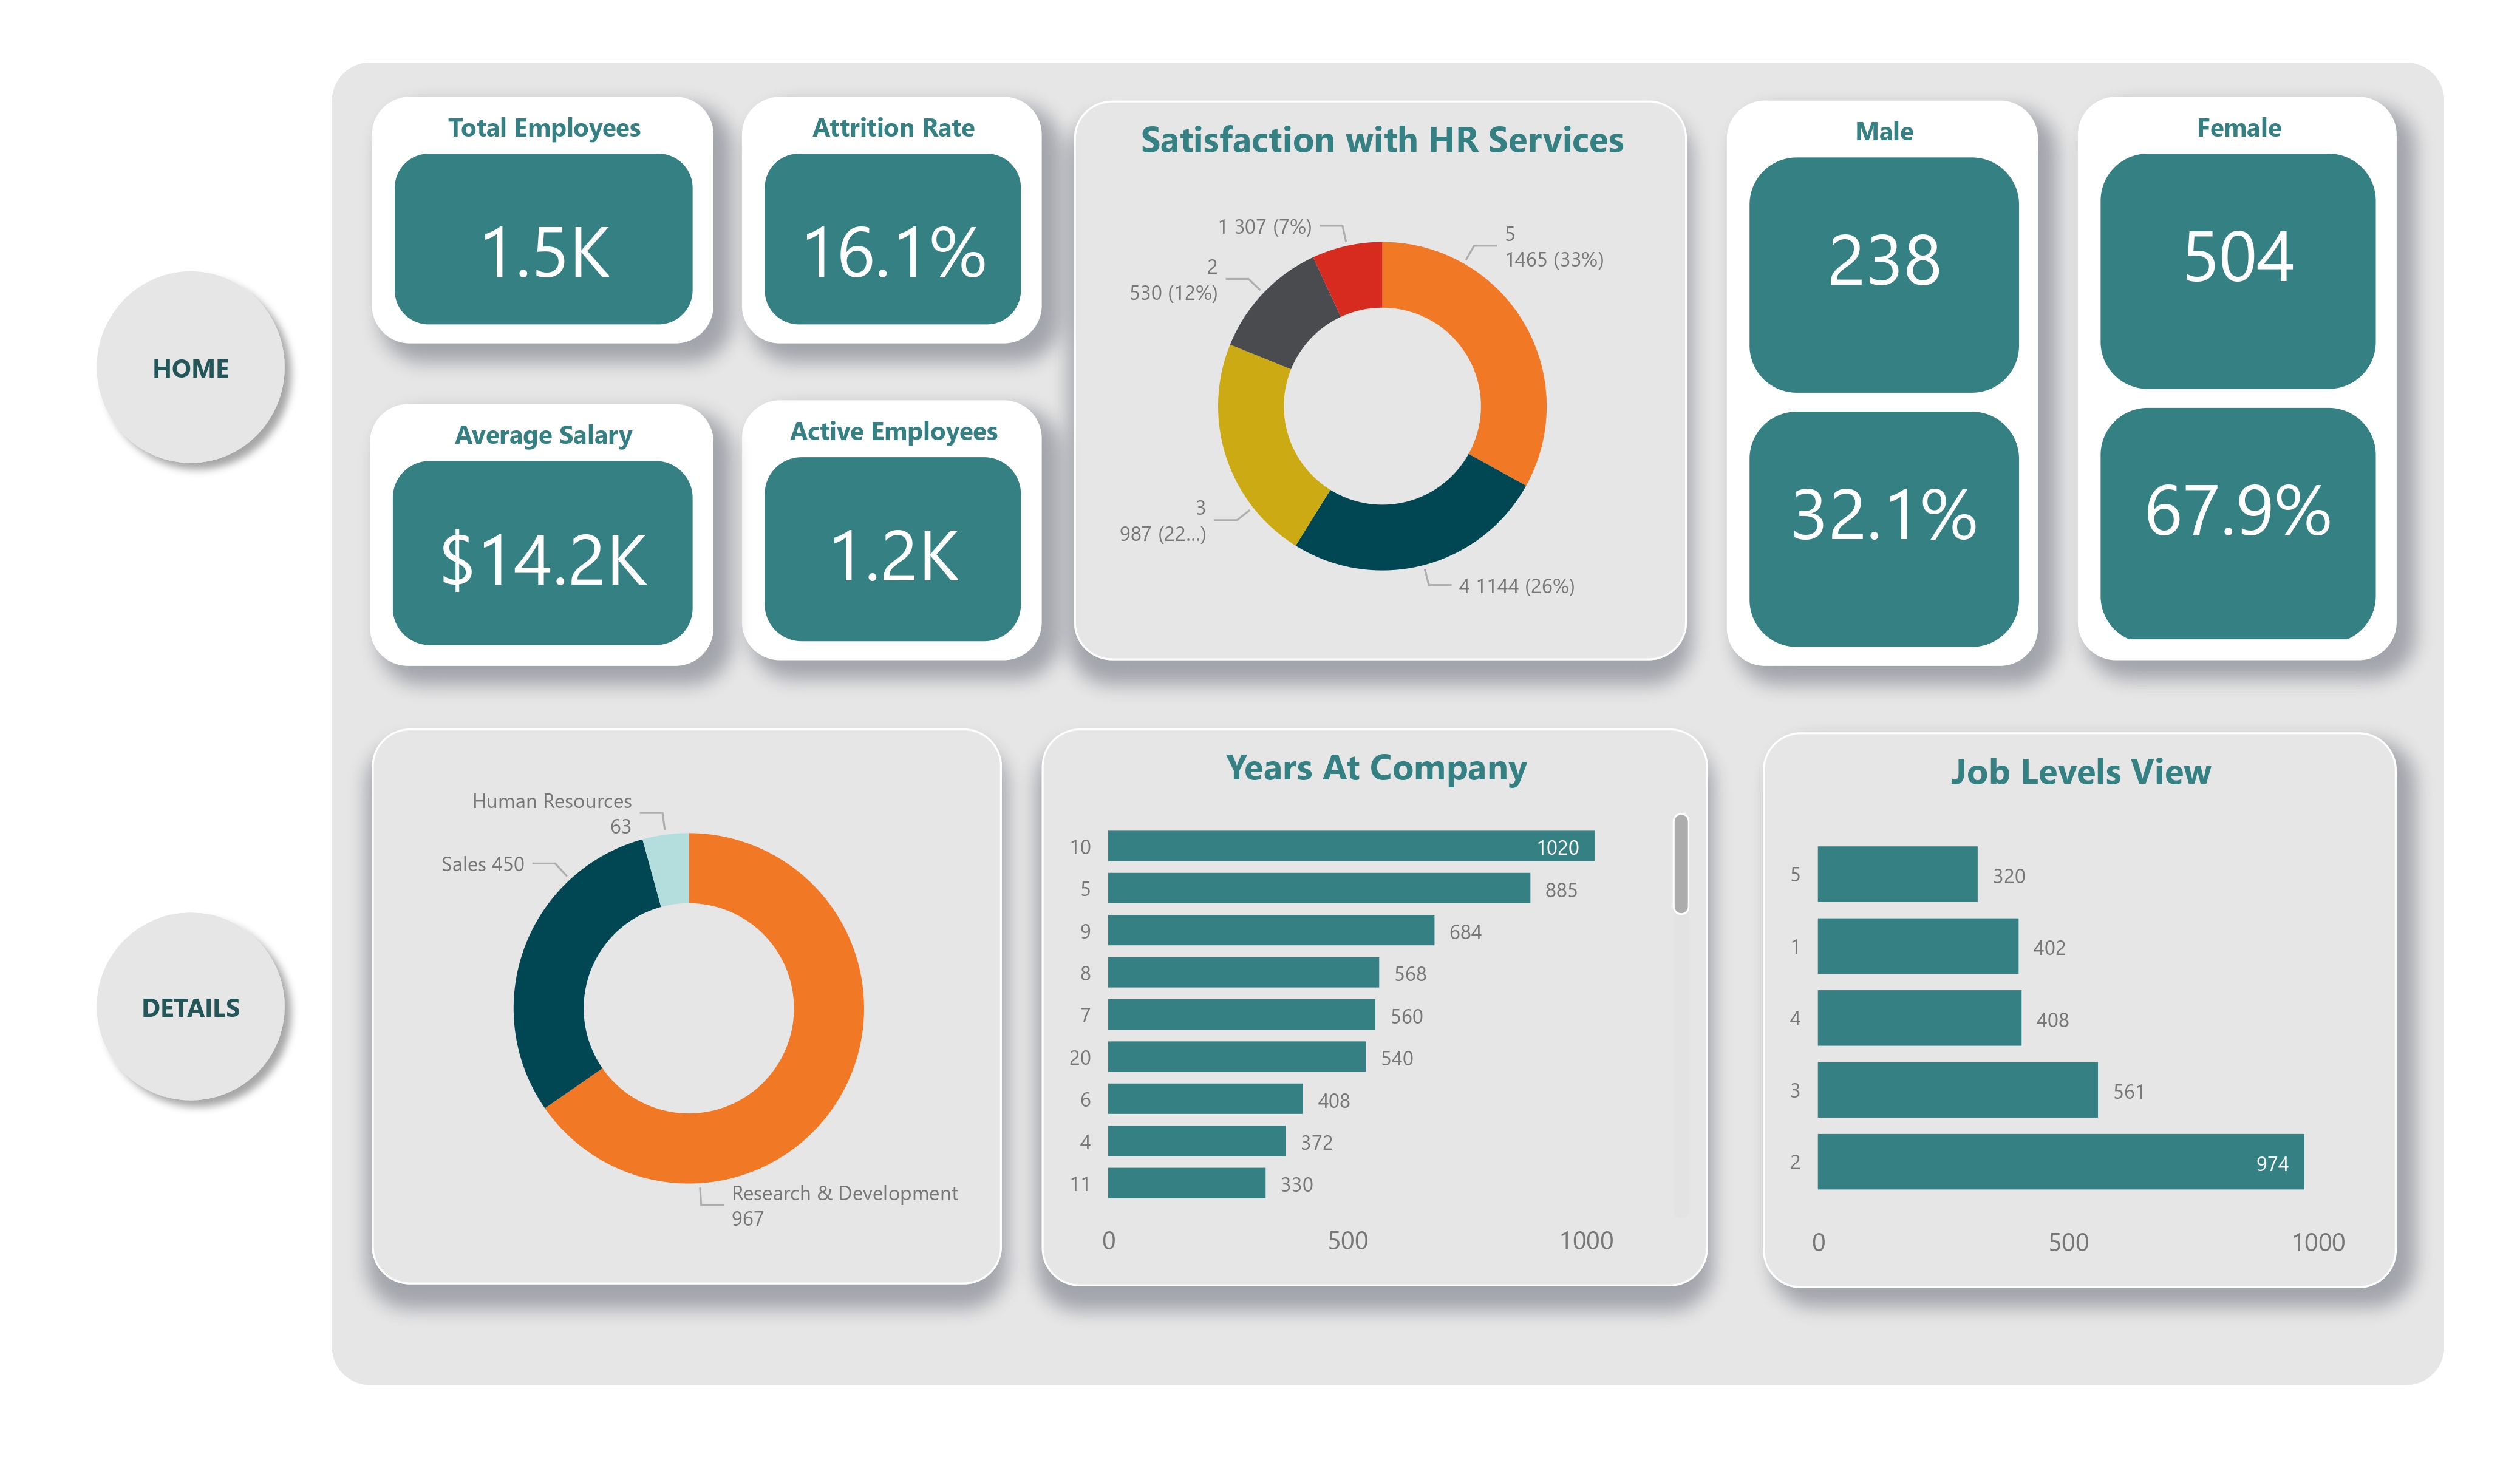 HOME
DETAILS
Total Employees
1.5K
Attrition Rate
16.1%
Average Salary
$14.2K
Active Employees
1.2K
Satisfaction with HR Services
1 307 (7%)
5
1465 (33%)
2
530 (12%)
3
987 (22...)
4 1144 (26%)
Male
238
32.1%
Female
504
67.9%
Human Resources
63
Sales 450
Research & Development
967
Years At Company
10 1020
5 885
9 684
8 568
7 560
20 540
6 408
4 372
11 330
0 500 1000
Job Levels View
5 320
1 402
4 408
3 561
2 974
0 500 1000